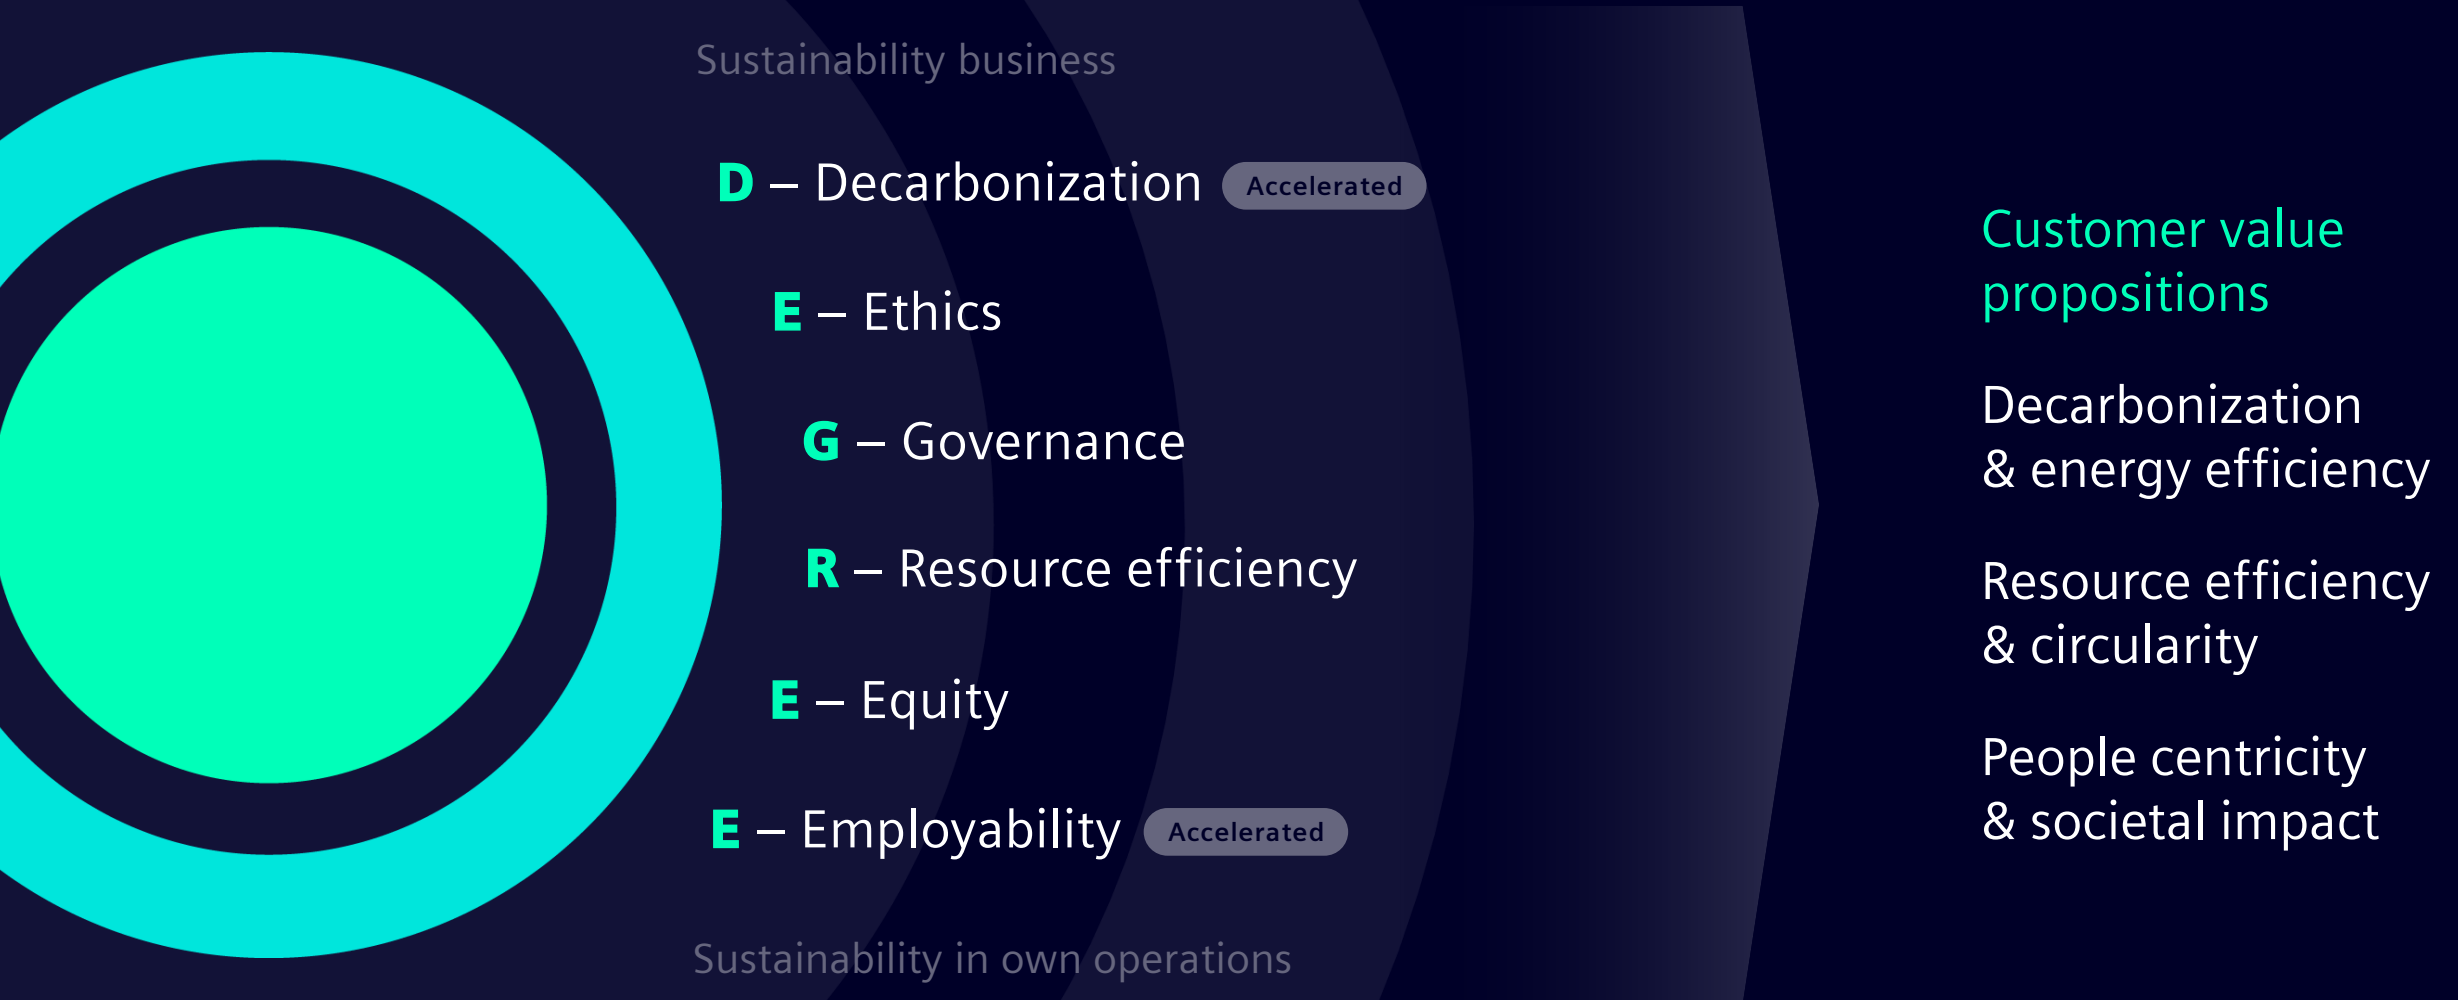 Sustainability business
D – Decarbonization Accelerated
E – Ethics
G – Governance
R – Resource efficiency
E – Equity
E – Employability Accelerated
Sustainability in own operations
Customer value
propositions
Decarbonization
& energy efficiency
Resource efficiency
& circularity
People centricity
& societal impact